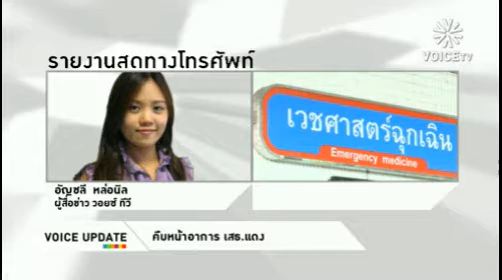 VOICETV
รายงานสดทางโทรศัพท์
เวชศาสตร์ฉุกเฉิน
Emergency medicine
อัญชลี หล่อนิล
ผู้สื่อข่าว วอยซ์ ทีวี
VOICE UPDATE
คืบหน้าอาการ เสธ.แดง